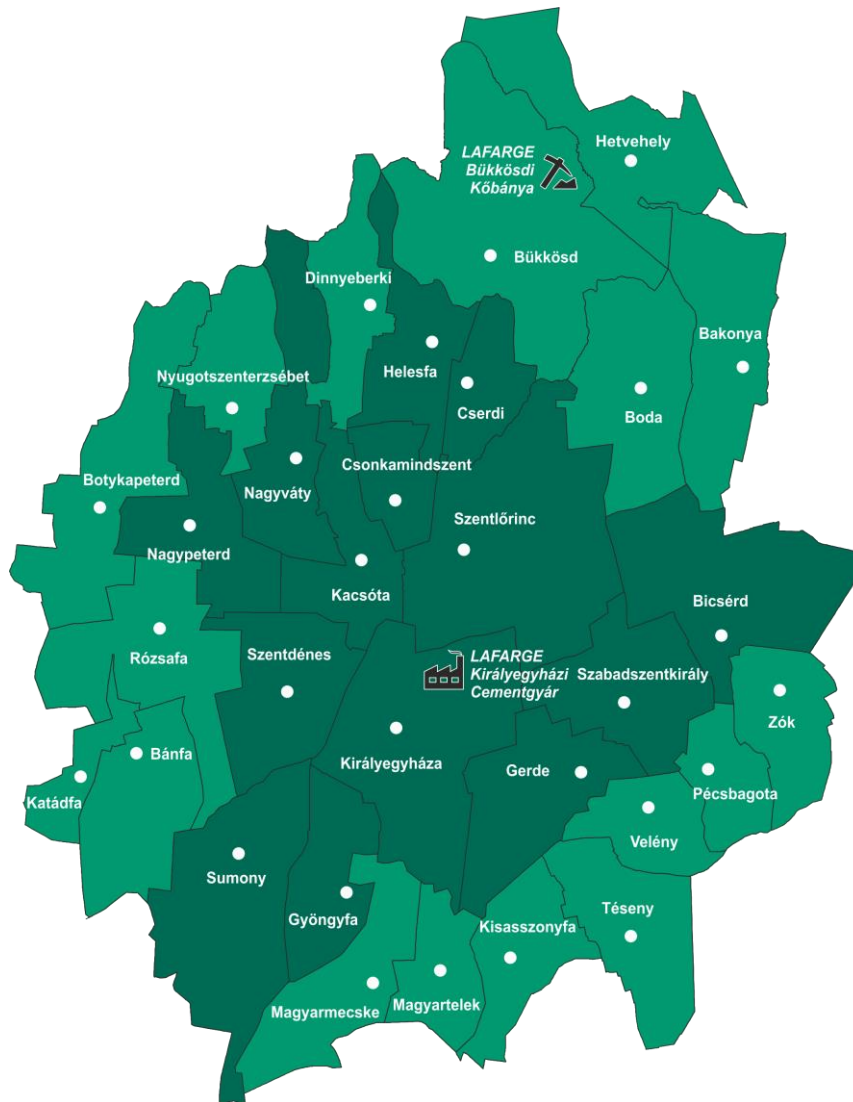 Hetvehely
LAFARGE
Bükkösdi
Kőbánya
Bükkösd
Dinnyeberki
Bakonya
Helesfa
Nyugotszenterzsébet
Cserdi
Boda
Csonkamindszent
Botykapeterd
Nagyváty
Szentlőrinc
Nagypeterd
Kacsóta
Bicsérd
Szentdénes
Rózsafa
LAFARGE
Királyegyházi
Cementgyár
Szabadszentkirály
Zók
Bánfa
Királyegyháza
Gerde
Katádfa
Pécsbagota
Velény
Sumony
Téseny
Gyöngyfa
Kisasszonyfa
Magyarmecske
Magyartelek